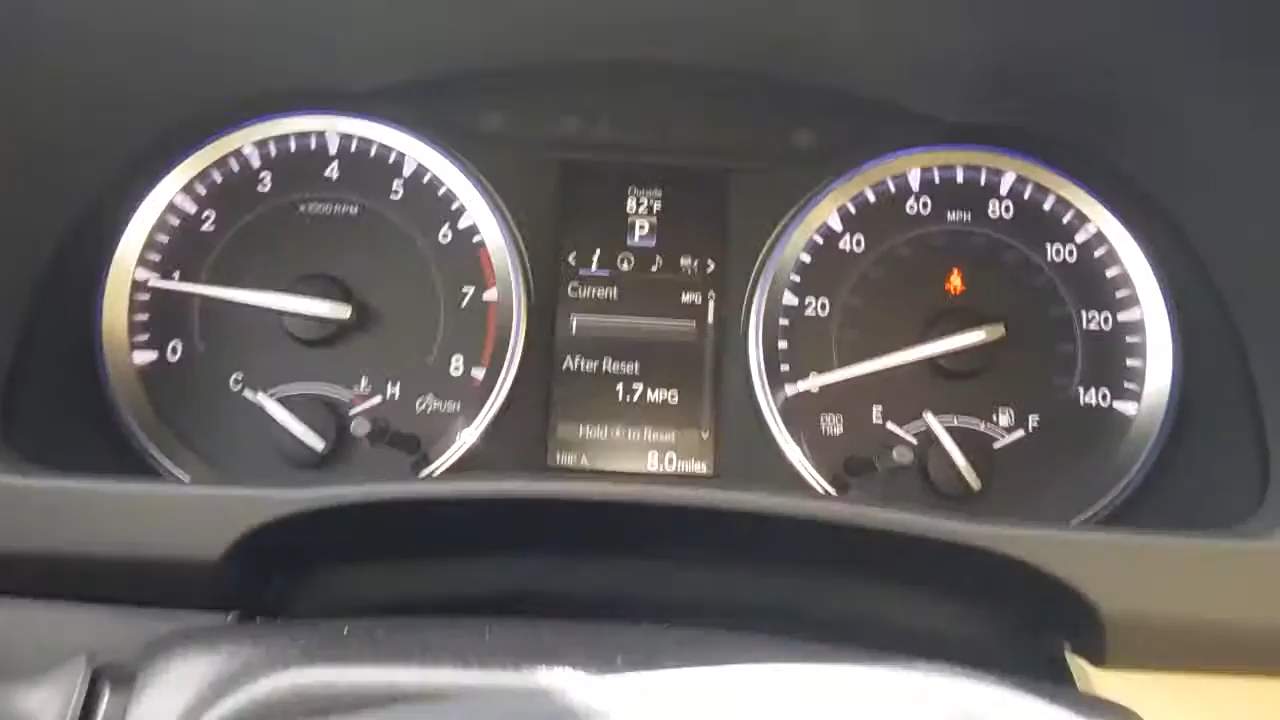 0
1
2
3
4
5
6
7
8
x1000 RPM
C
H
PUSH
Outside
82°F
P
Current
MPG
After Reset
1.7 MPG
Hold to Reset
TRIP A
8.0 miles
20
40
60
80
100
120
140
MPH
ODO
TRIP
E
F